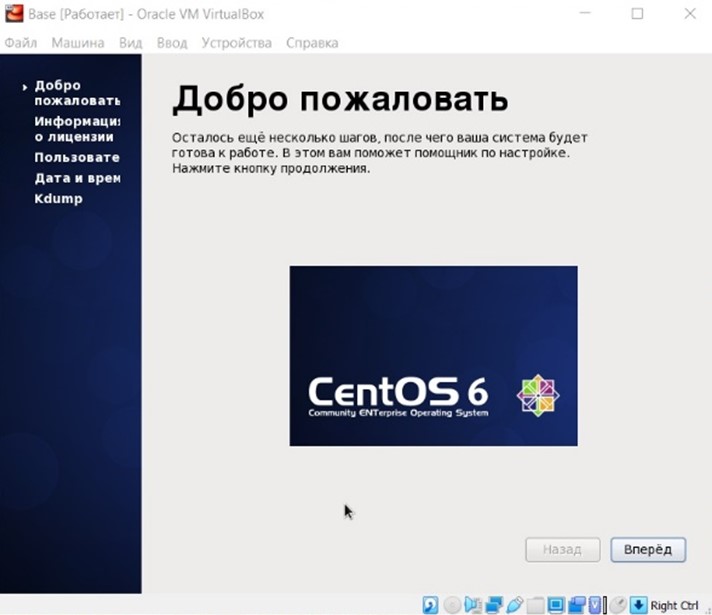 Base [Работает] - Oracle VM VirtualBox
Файл Машина Вид Ввод Устройства Справка
Добро
пожаловать
Информаци
о лицензии
Пользовате
Дата и врем
Kdump
Добро пожаловать
Осталось ещё несколько шагов, после чего ваша система будет
готова к работе. В этом вам поможет помощник по настройке.
Нажмите кнопку продолжения.
CentOS 6
Community ENTerprise Operating System
Назад Вперёд
Right Ctrl